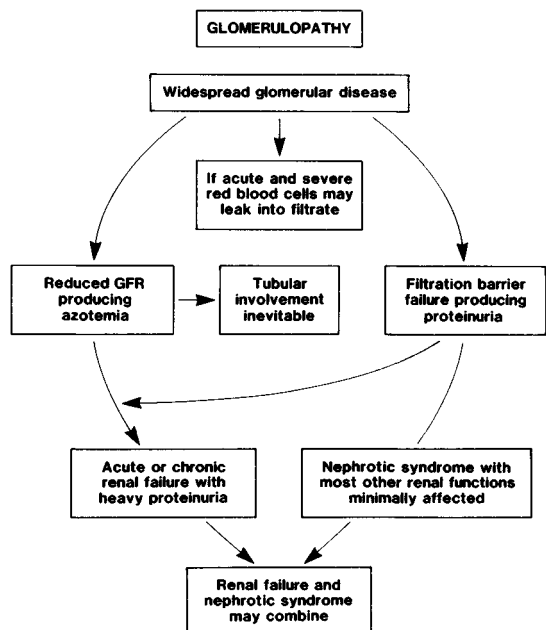 GLOMERULOPATHY
Widespread glomerular disease
If acute and severe
red blood cells may
leak into filtrate
Reduced GFR
producing
azotemia
Tubular
involvement
inevitable
Filtration barrier
failure producing
proteinuria
Acute or chronic
renal failure with
heavy proteinuria
Nephrotic syndrome with
most other renal functions
minimally affected
Renal failure and
nephrotic syndrome
may combine